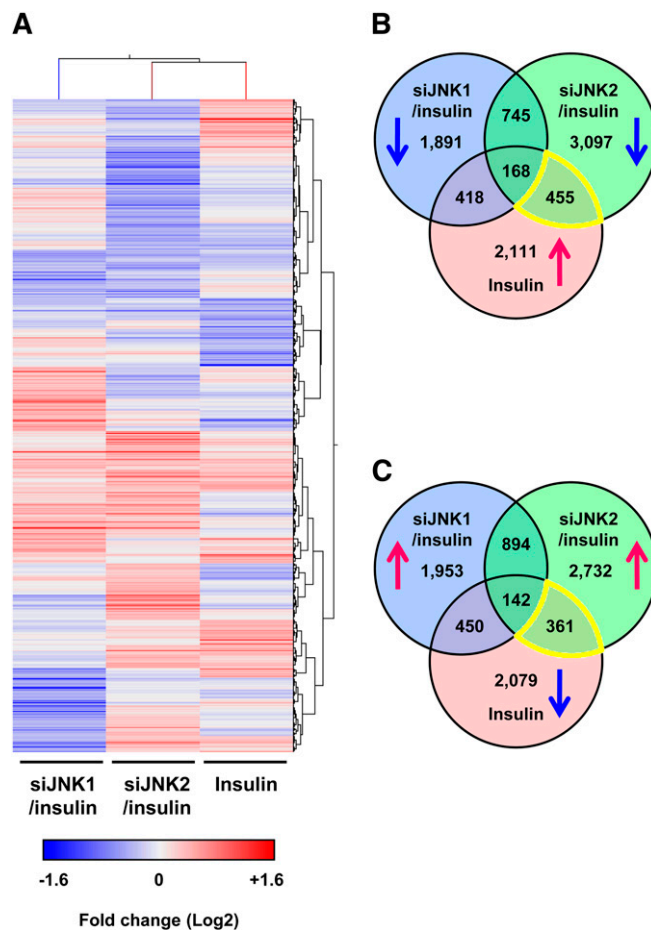 A
siJNK1
/insulin
siJNK2
/insulin
Insulin
-1.6
0
+1.6
Fold change (Log2)
B
siJNK1
/insulin
1,891
745
siJNK2
/insulin
3,097
168
418
455
2,111
Insulin
C
siJNK1
/insulin
1,953
894
siJNK2
/insulin
2,732
142
450
361
2,079
Insulin